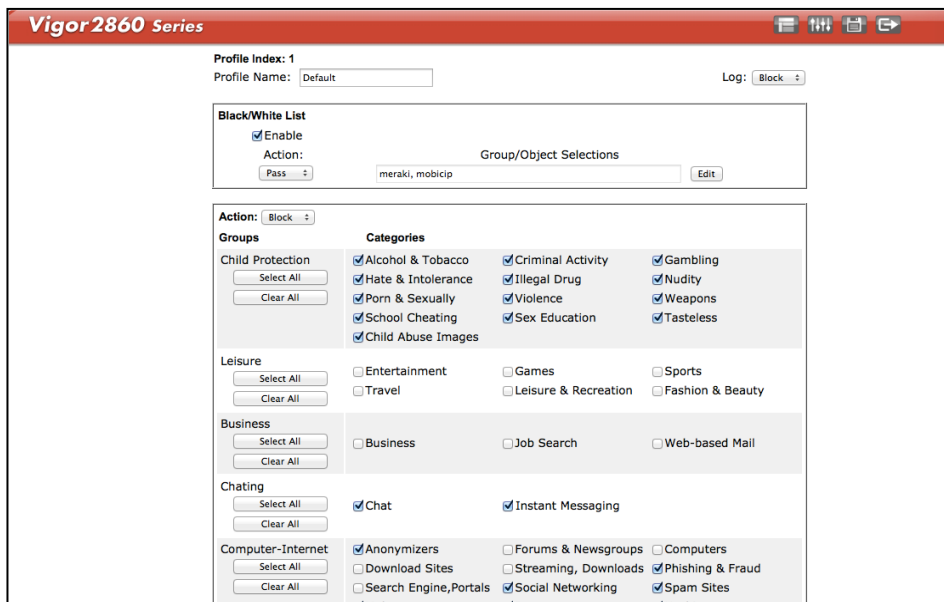 Vigor2860 Series
Profile Index: 1
Profile Name: Default Log: Block
Black/White List
Enable
Action: Group/Object Selections
Pass meraki, mobicip Edit
Action: Block
Groups Categories
Child Protection Alcohol & Tobacco Criminal Activity Gambling
Select All Hate & Intolerance Illegal Drug Nudity
Clear All Porn & Sexually Violence Weapons
School Cheating Sex Education Tasteless
Child Abuse Images
Leisure
Select All Entertainment Games Sports
Clear All Travel Leisure & Recreation Fashion & Beauty
Business
Select All Business Job Search Web-based Mail
Clear All
Chating
Select All Chat Instant Messaging
Clear All
Computer-Internet Anonymizers Forums & Newsgroups Computers
Select All Download Sites Streaming, Downloads Phishing & Fraud
Clear All Search Engine,Portals Social Networking Spam Sites